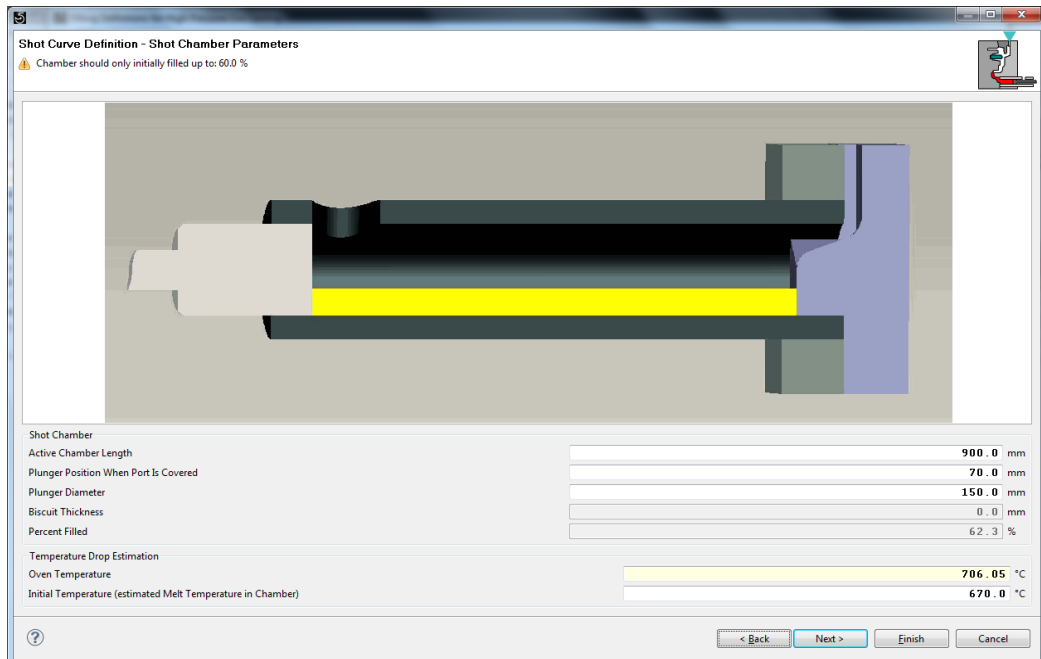 Shot Curve Definition - Shot Chamber Parameters
Chamber should only initially filled up to: 60.0 %
Shot Chamber
Active Chamber Length 900.0 mm
Plunger Position When Port Is Covered 70.0 mm
Plunger Diameter 150.0 mm
Biscuit Thickness 0.0 mm
Percent Filled 62.3 %
Temperature Drop Estimation
Oven Temperature 706.05 °C
Initial Temperature (estimated Melt Temperature in Chamber) 670.0 °C
? < Back Next > Finish Cancel